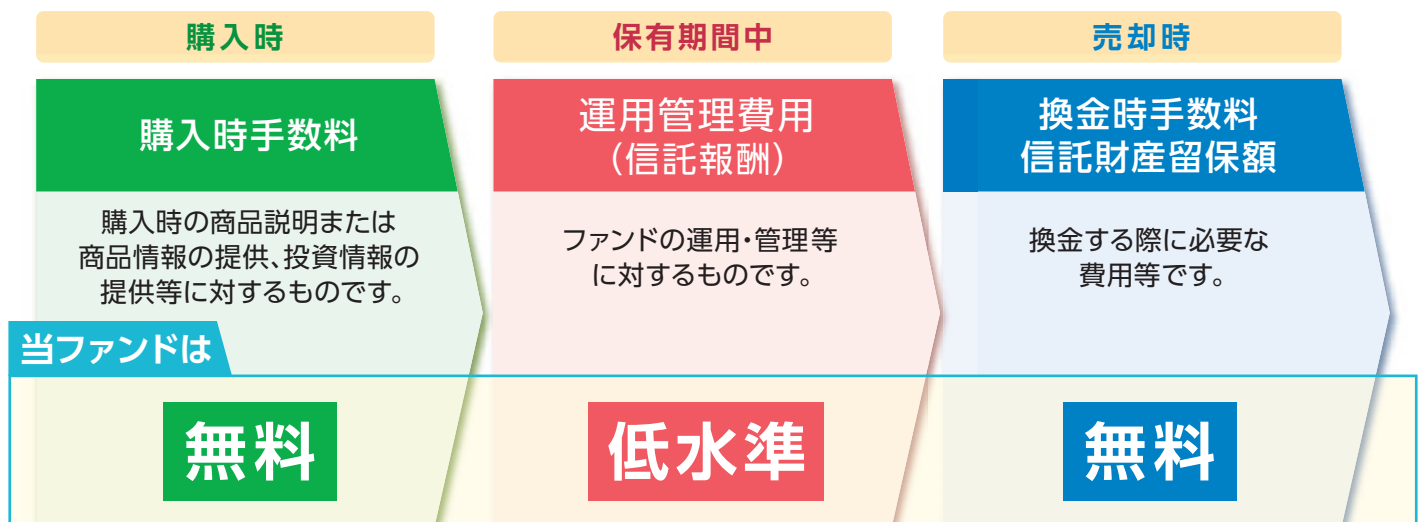 購入時
購入時手数料
購入時の商品説明または
商品情報の提供、投資情報の
提供等に対するものです。
保有期間中
運用管理費用
(信託報酬)
ファンドの運用・管理等
に対するものです。
売却時
換金時手数料
信託財産留保額
換金する際に必要な
費用等です。
当ファンドは
無料
低水準
無料